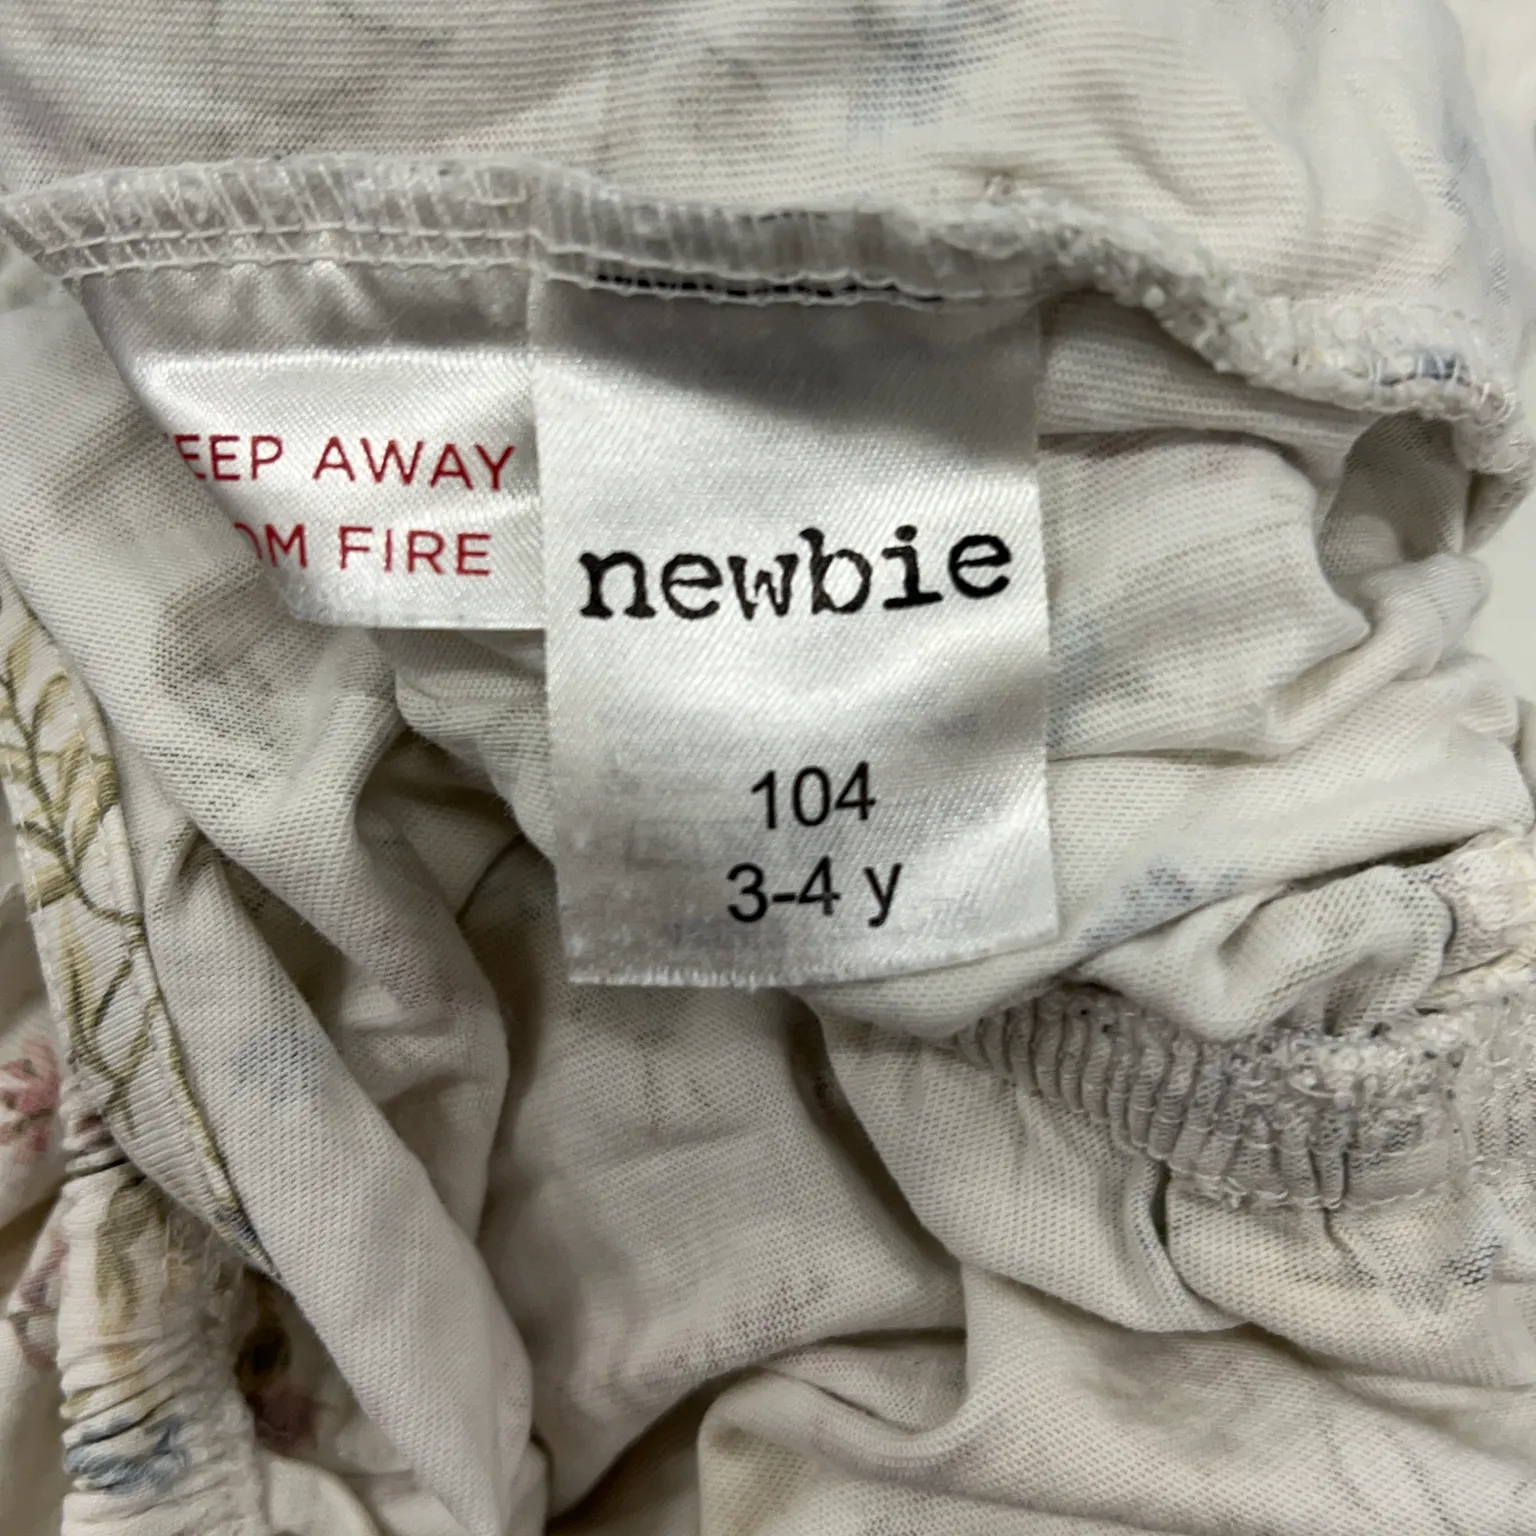 EEP AWAY
OM FIRE
newbie
104
3-4 y